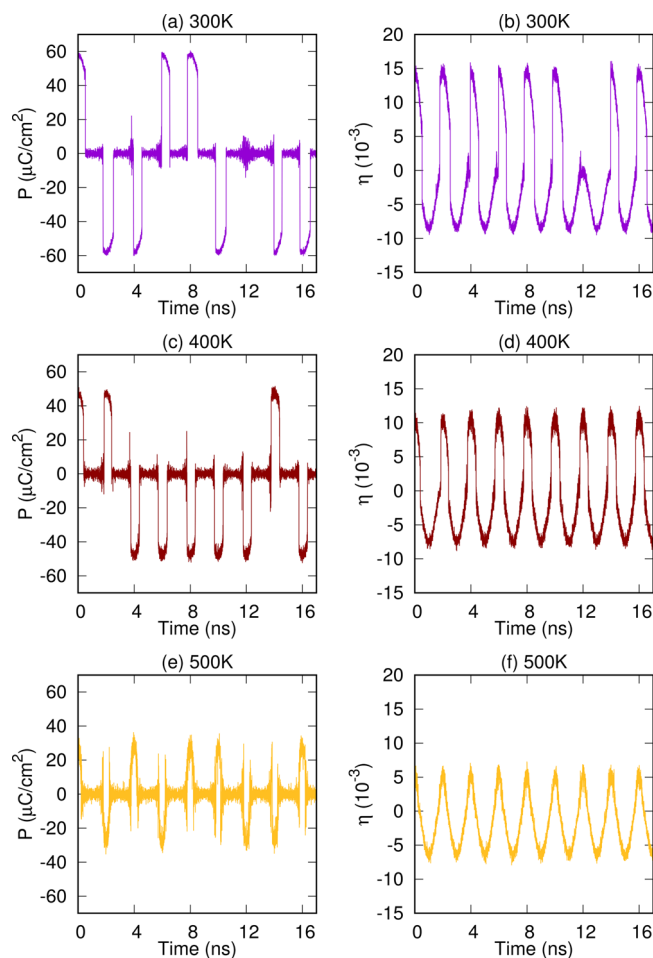 (a) 300K
(b) 300K
60
40
20
0
-20
-40
-60
P (μC/cm²)
0 4 8 12 16
Time (ns)
20
15
10
5
0
-5
-10
-15
η (10⁻³)
0 4 8 12 16
Time (ns)
(c) 400K
(d) 400K
60
40
20
0
-20
-40
-60
P (μC/cm²)
0 4 8 12 16
Time (ns)
20
15
10
5
0
-5
-10
-15
η (10⁻³)
0 4 8 12 16
Time (ns)
(e) 500K
(f) 500K
60
40
20
0
-20
-40
-60
P (μC/cm²)
0 4 8 12 16
Time (ns)
20
15
10
5
0
-5
-10
-15
η (10⁻³)
0 4 8 12 16
Time (ns)